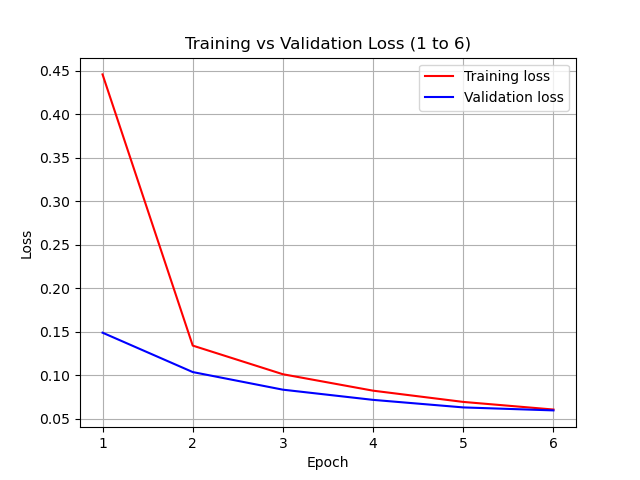 Training vs Validation Loss (1 to 6)
Training loss
Validation loss
0.45
0.40
0.35
0.30
0.25
0.20
0.15
0.10
0.05
Loss
1 2 3 4 5 6
Epoch